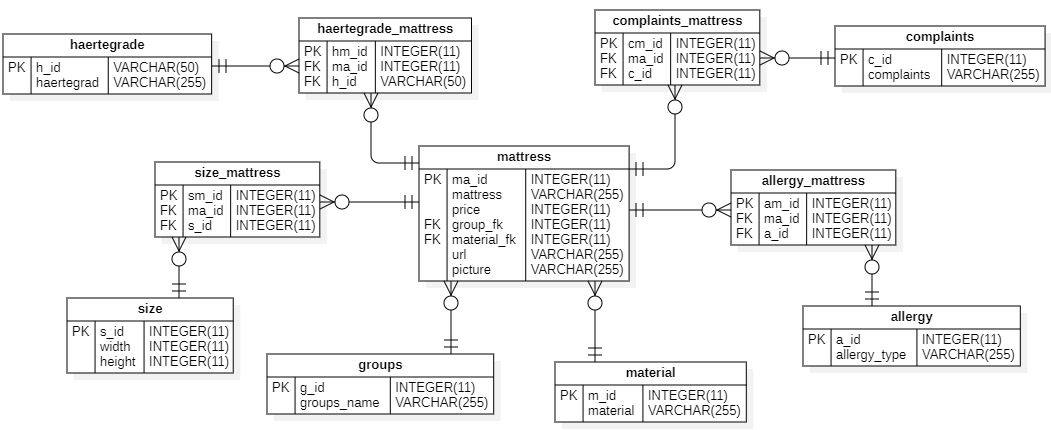 haertegrade
PK h_id VARCHAR(50)
haertegrad VARCHAR(255)
haertegrade_mattress
PK hm_id INTEGER(11)
FK ma_id INTEGER(11)
FK h_id VARCHAR(50)
complaints_mattress
PK cm_id INTEGER(11)
FK ma_id INTEGER(11)
FK c_id INTEGER(11)
complaints
PK c_id INTEGER(11)
complaints VARCHAR(255)
size_mattress
PK sm_id INTEGER(11)
FK ma_id INTEGER(11)
FK s_id INTEGER(11)
mattress
PK ma_id INTEGER(11)
mattress VARCHAR(255)
price INTEGER(11)
FK group_fk INTEGER(11)
FK material_fk INTEGER(11)
url VARCHAR(255)
picture VARCHAR(255)
allergy_mattress
PK am_id INTEGER(11)
FK ma_id INTEGER(11)
FK a_id INTEGER(11)
size
PK s_id INTEGER(11)
width INTEGER(11)
height INTEGER(11)
groups
PK g_id INTEGER(11)
groups_name VARCHAR(255)
material
PK m_id INTEGER(11)
material VARCHAR(255)
allergy
PK a_id INTEGER(11)
allergy_type VARCHAR(255)